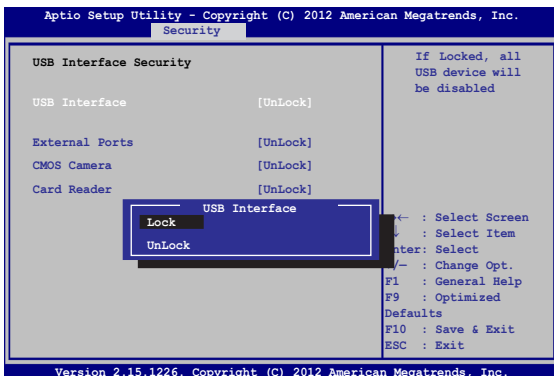 Aptio Setup Utility - Copyright (C) 2012 American Megatrends, Inc.
Security
USB Interface Security
USB Interface [UnLock]
External Ports [UnLock]
CMOS Camera [UnLock]
Card Reader [UnLock]
USB Interface
Lock
UnLock
If Locked, all
USB device will
be disabled
→← : Select Screen
↓ : Select Item
nter: Select
/— : Change Opt.
F1 : General Help
F9 : Optimized
Defaults
F10 : Save & Exit
ESC : Exit
Version 2.15.1226. Copyright (C) 2012 American Megatrends, Inc.